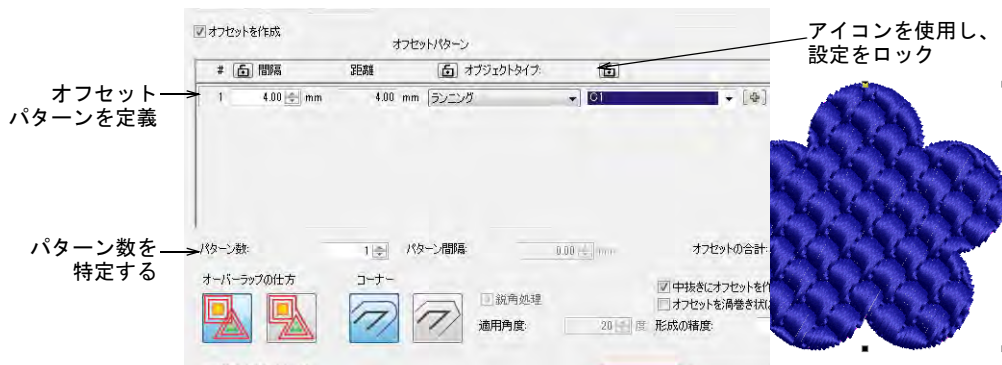 オフセットを作成
オフセットパターン
アイコンを使用し、
設定をロック
# 間隔 距離 オブジェクトタイプ:
オフセット
パターンを定義
1 4.00 mm 4.00 mm ランニング C1
パターン数を
特定する
パターン数: 1 パターン間隔: 0.00 mm オフセットの合計:
オーバーラップの仕方 コーナー
中抜きにオフセットを
鋭角処理
オフセットを渦巻き状
適用角度: 20 度 形成の精度: